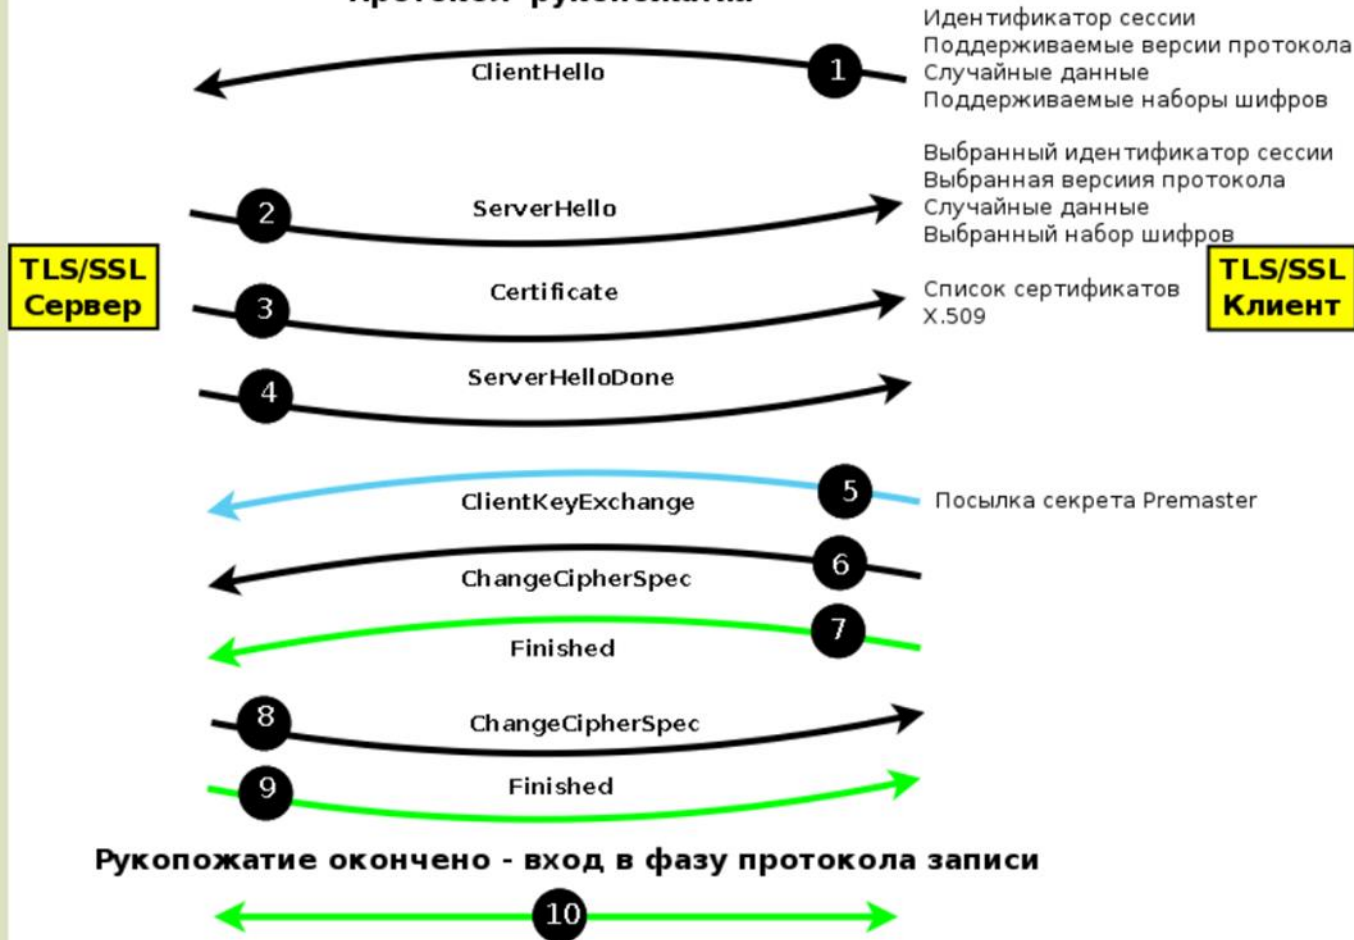 Идентификатор сессии
Поддерживаемые версии протокола
Случайные данные
Поддерживаемые наборы шифров
ClientHello
1
Выбранный идентификатор сессии
Выбранная версиия протокола
Случайные данные
Выбранный набор шифров
2
ServerHello
TLS/SSL
Сервер
TLS/SSL
Клиент
3
Certificate
Список сертификатов
X.509
4
ServerHelloDone
5
ClientKeyExchange
Посылка секрета Premaster
6
ChangeCipherSpec
7
Finished
8
ChangeCipherSpec
9
Finished
Рукопожатие окончено - вход в фазу протокола записи
10